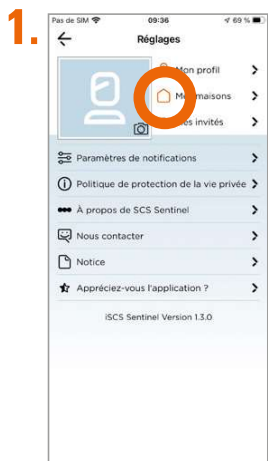 1.
Pas de SIM 09:36 69 %
Réglages
Mon profil
maisons
invités
Paramètres de notifications
Politique de protection de la vie privée
À propos de SCS Sentinel
Nous contacter
Notice
Appréciez-vous l'application ?
iSCS Sentinel Version 1.3.0